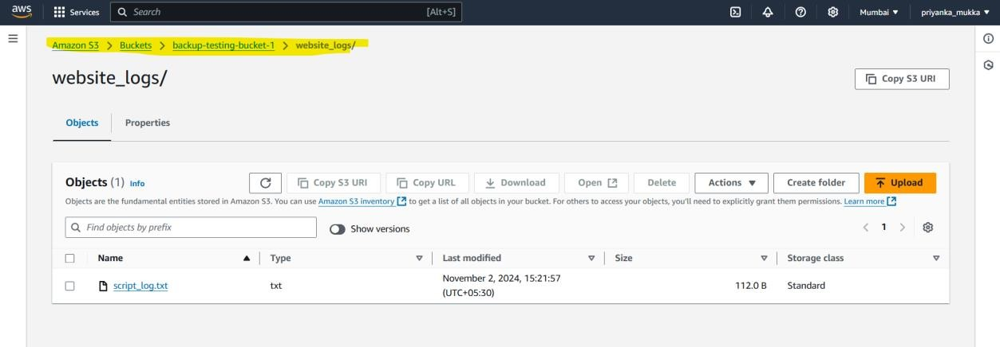 aws Services Search [Alt+S] Mumbai ▼ priyanka_mukka ▼
Amazon S3 > Buckets > backup-testing-bucket-1 > website_logs/
website_logs/
Copy S3 URI
Objects Properties
Objects (1) Info Copy S3 URI Copy URL Download Open Delete Actions ▼ Create folder Upload
Objects are the fundamental entities stored in Amazon S3. You can use Amazon S3 inventory to get a list of all objects in your bucket. For others to access your objects, you'll need to explicitly grant them permissions. Learn more
Find objects by prefix Show versions < 1 >
Name ▲ Type Last modified Size Storage class
script_log.txt txt November 2, 2024, 15:21:57 112.0 B Standard
(UTC+05:30)